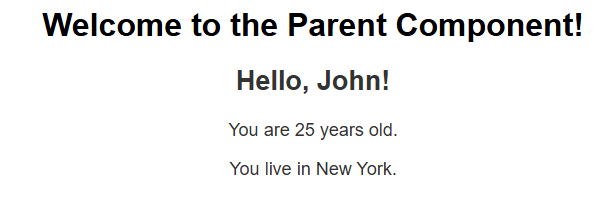 Welcome to the Parent Component!
Hello, John!
You are 25 years old.
You live in New York.